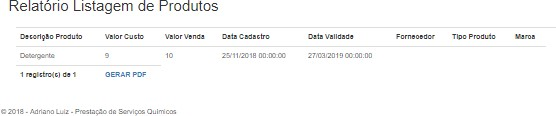 Relatório Listagem de Produtos
Descrição Produto Valor Custo Valor Venda Data Cadastro Data Validade Fornecedor Tipo Produto Marca
Detergente 9 10 25/11/2018 00:00:00 27/03/2019 00:00:00
1 registro(s) de 1 GERAR PDF
© 2018 - Adriano Luiz - Prestação de Serviços Químicos